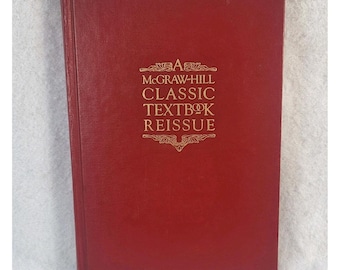 A
McGRAW-HILL
CLASSIC
TEXTBOOK
REISSUE